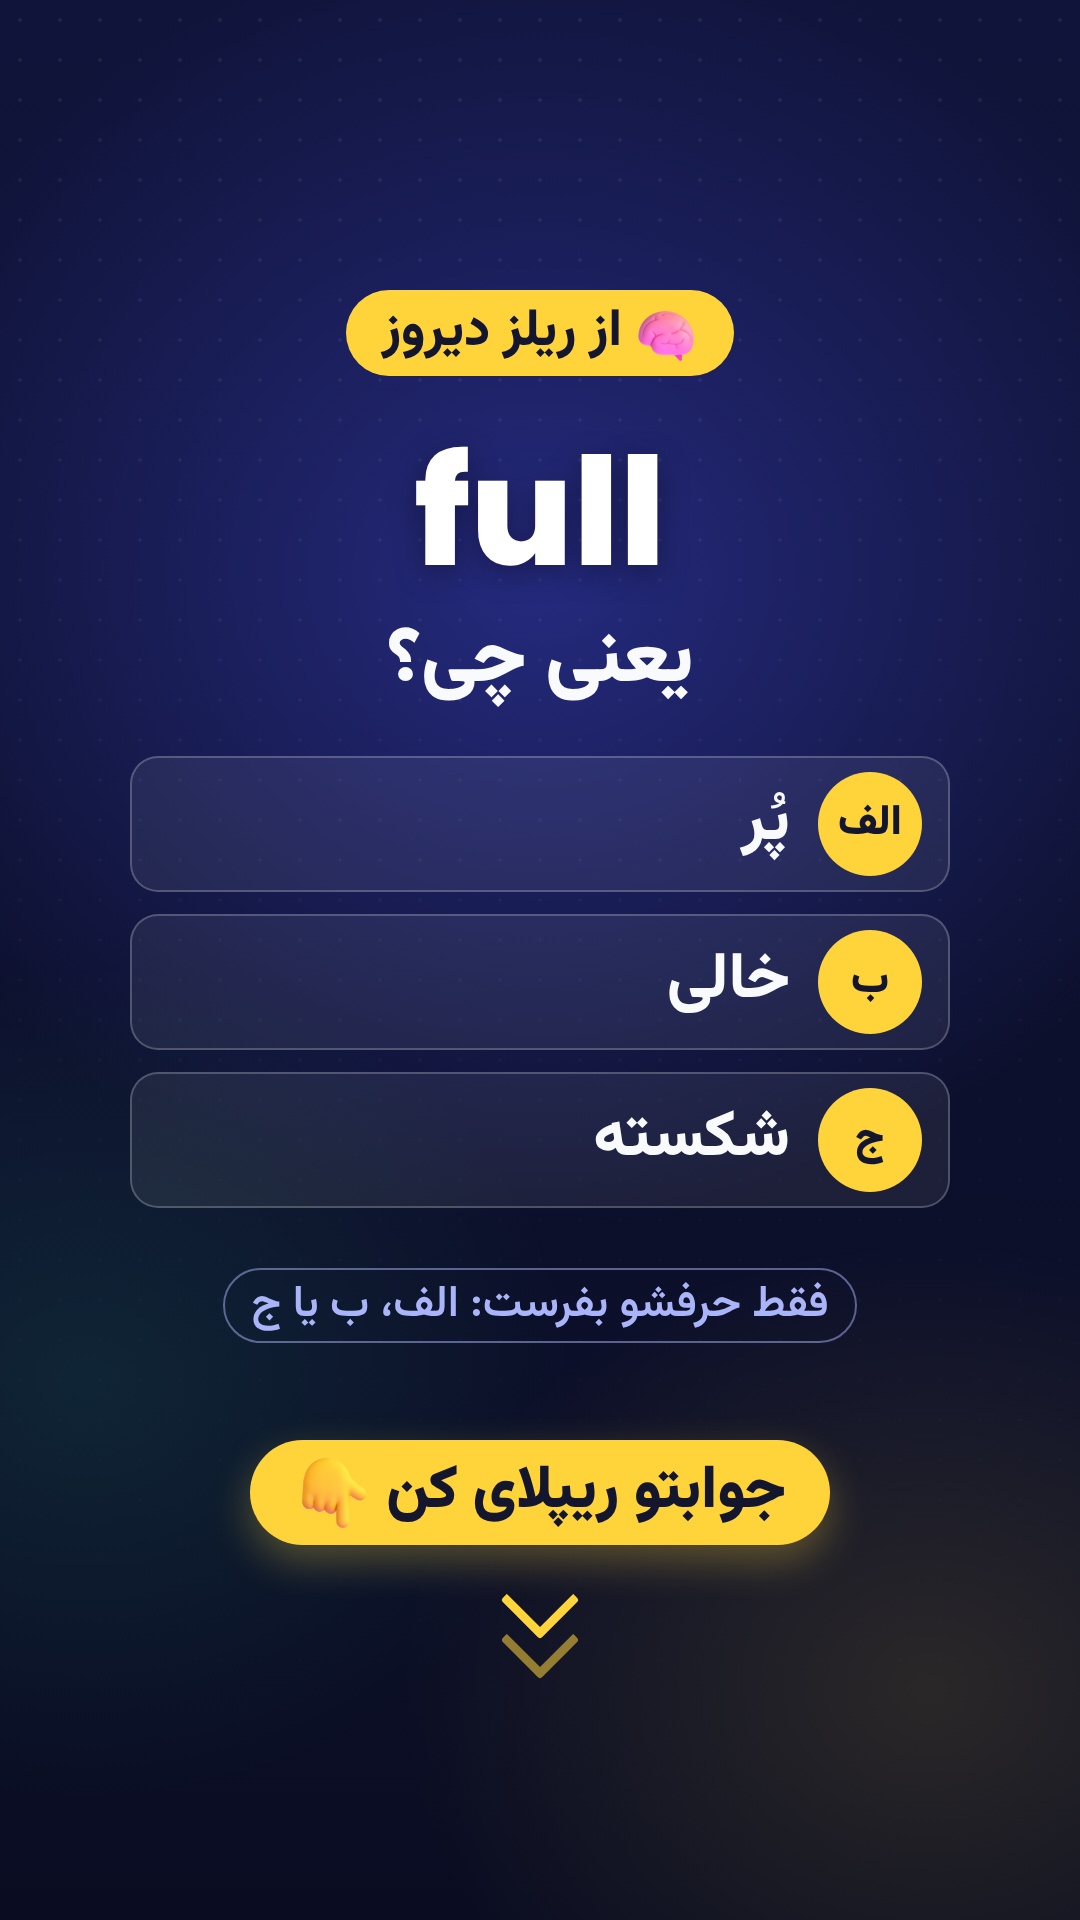 🧠 از ریلز دیروز
full
یعنی چی؟
الف پُر
ب خالی
ج شکسته
فقط حرفشو بفرست: الف، ب یا ج
جوابتو ریپلای کن 👇